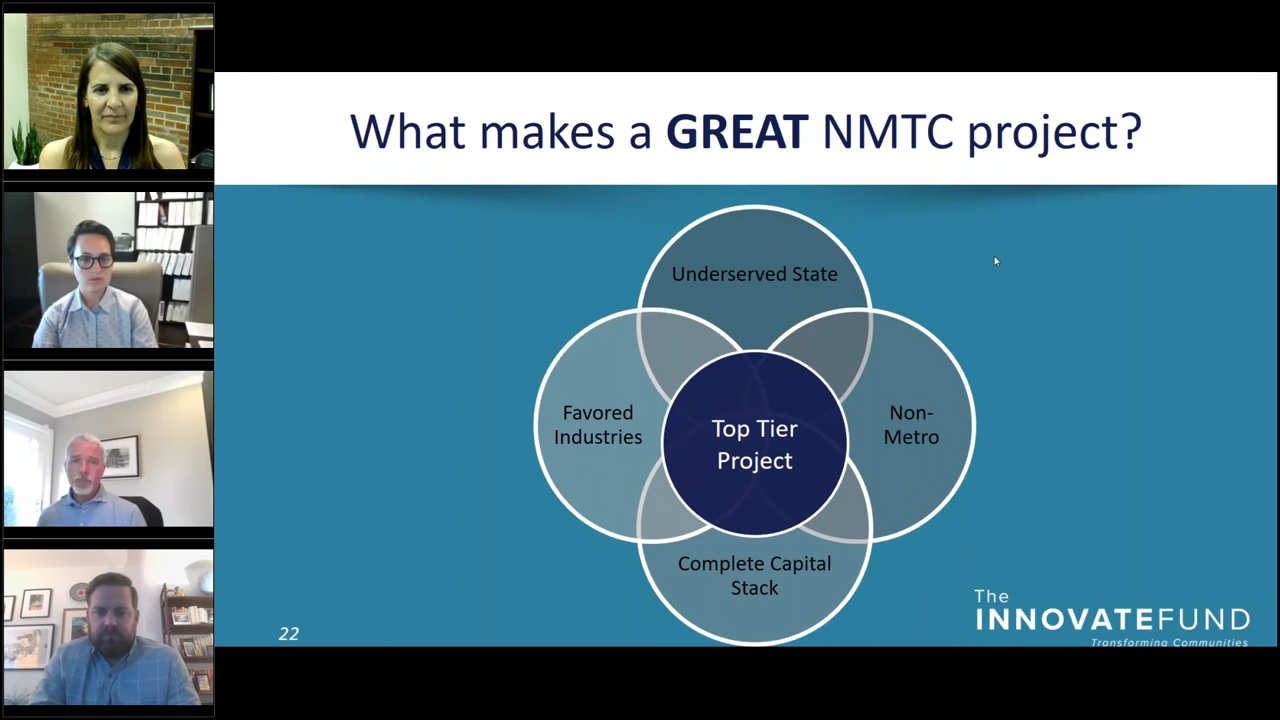 What makes a GREAT NMTC project?
Underserved State
Favored
Industries
Top Tier
Project
Non-
Metro
Complete Capital
Stack
22
The
INNOVATEFUND
Transforming Communities